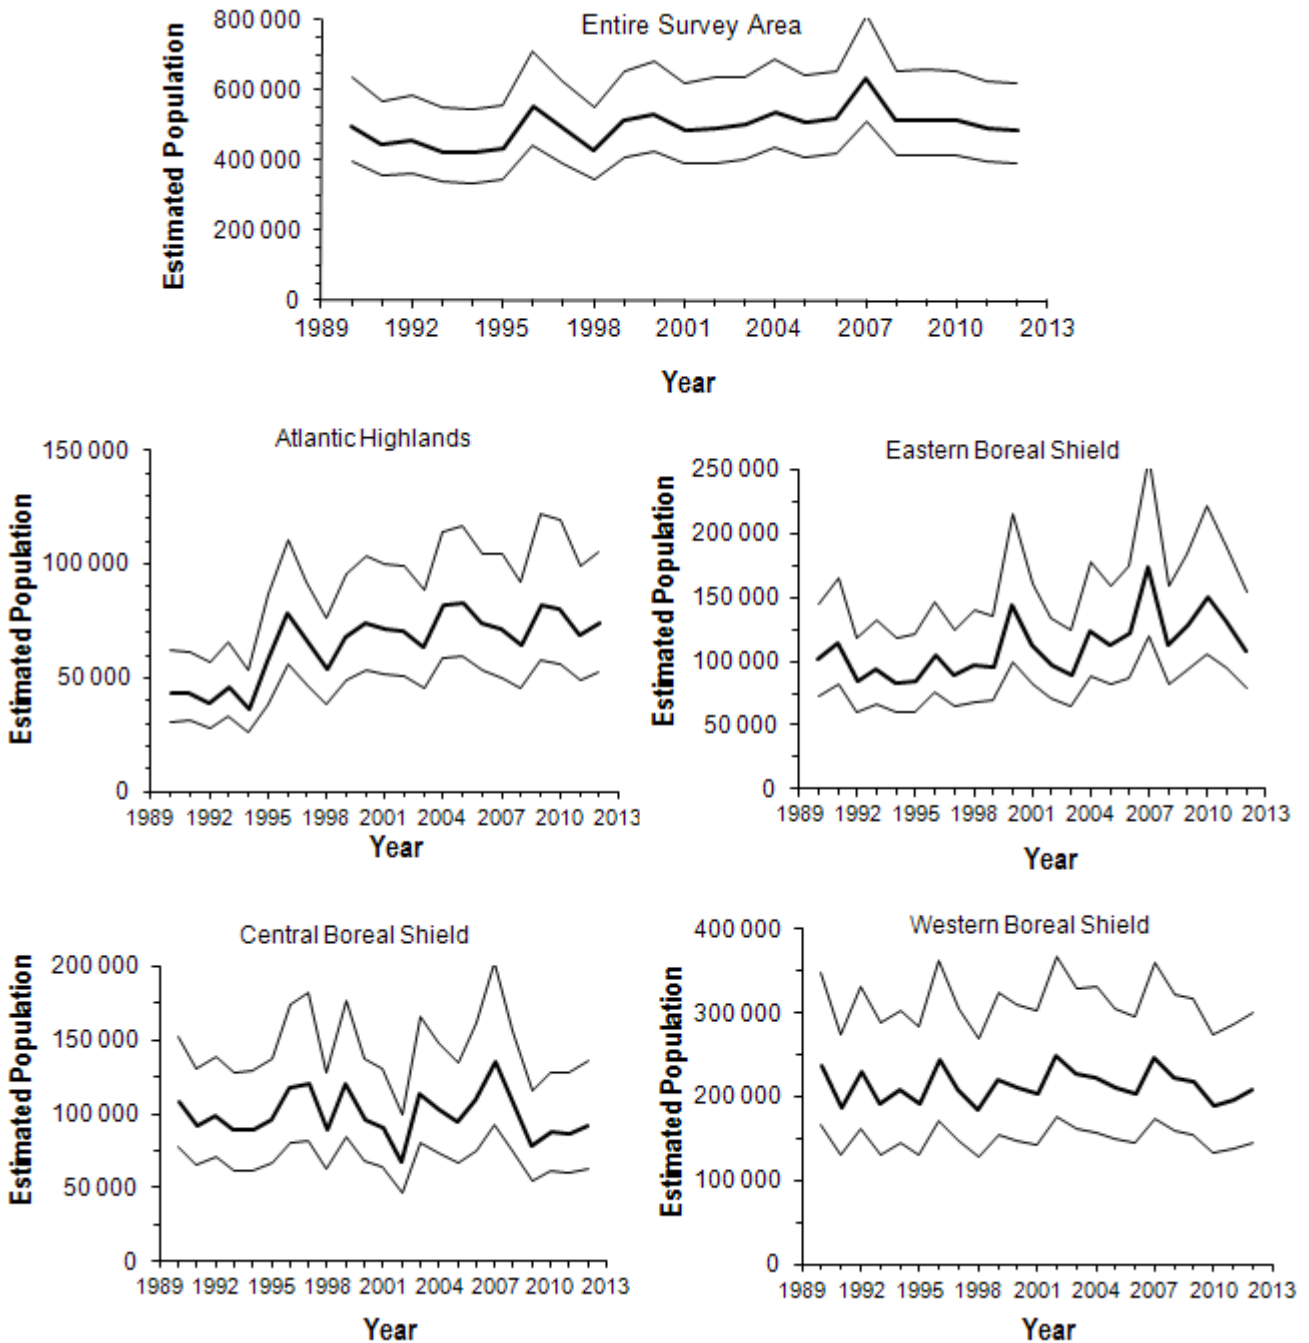 Entire Survey Area
Estimated Population
800 000
600 000
400 000
200 000
0
1989 1992 1995 1998 2001 2004 2007 2010 2013
Year
Atlantic Highlands
Estimated Population
150 000
100 000
50 000
0
1989 1992 1995 1998 2001 2004 2007 2010 2013
Year
Eastern Boreal Shield
Estimated Population
250 000
200 000
150 000
100 000
50 000
0
1989 1992 1995 1998 2001 2004 2007 2010 2013
Year
Central Boreal Shield
Estimated Population
200 000
150 000
100 000
50 000
0
1989 1992 1995 1998 2001 2004 2007 2010 2013
Year
Western Boreal Shield
Estimated Population
400 000
300 000
200 000
100 000
0
1989 1992 1995 1998 2001 2004 2007 2010 2013
Year